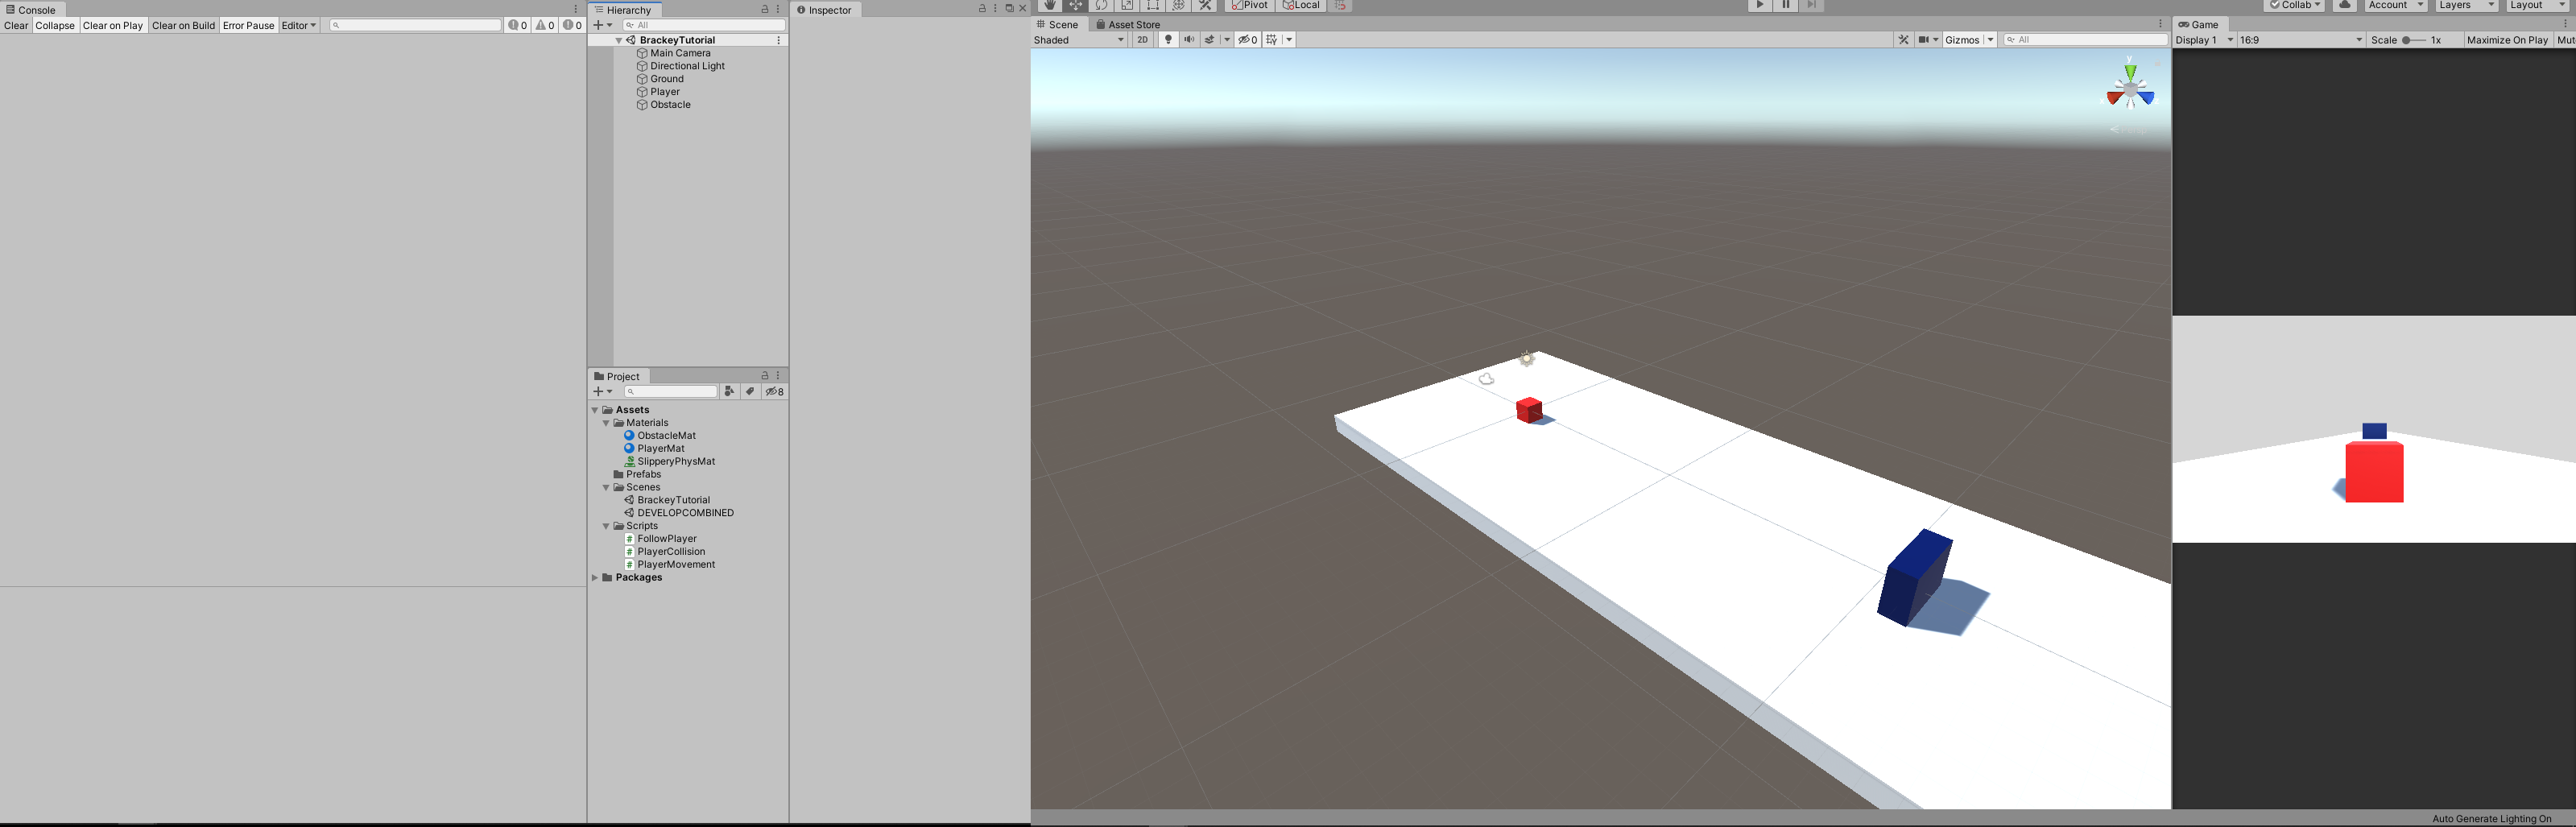 Console
Clear Collapse Clear on Play Clear on Build Error Pause Editor 0 0 0
Hierarchy
All
BrackeyTutorial
Main Camera
Directional Light
Ground
Player
Obstacle
Project
8
Assets
Materials
ObstacleMat
PlayerMat
SlipperyPhysMat
Prefabs
Scenes
BrackeyTutorial
DEVELOPCOMBINED
Scripts
FollowPlayer
PlayerCollision
PlayerMovement
Packages
Inspector
Pivot Local Collab Account Layers Layout
Scene Asset Store
Shaded 2D 0 Gizmos All
y
Game
Display 1 16:9 Scale 1x Maximize On Play Mut
Auto Generate Lighting On